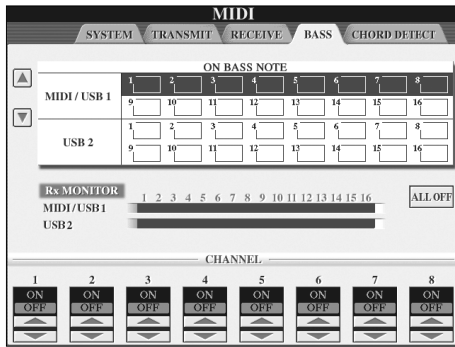 MIDI
SYSTEM TRANSMIT RECEIVE BASS CHORD DETECT
ON BASS NOTE
MIDI / USB 1
1 2 3 4 5 6 7 8
9 10 11 12 13 14 15 16
USB 2
1 2 3 4 5 6 7 8
9 10 11 12 13 14 15 16
Rx MONITOR
1 2 3 4 5 6 7 8 9 10 11 12 13 14 15 16
ALL OFF
MIDI / USB 1
USB 2
CHANNEL
1 2 3 4 5 6 7 8
ON ON ON ON ON ON ON ON
OFF OFF OFF OFF OFF OFF OFF OFF